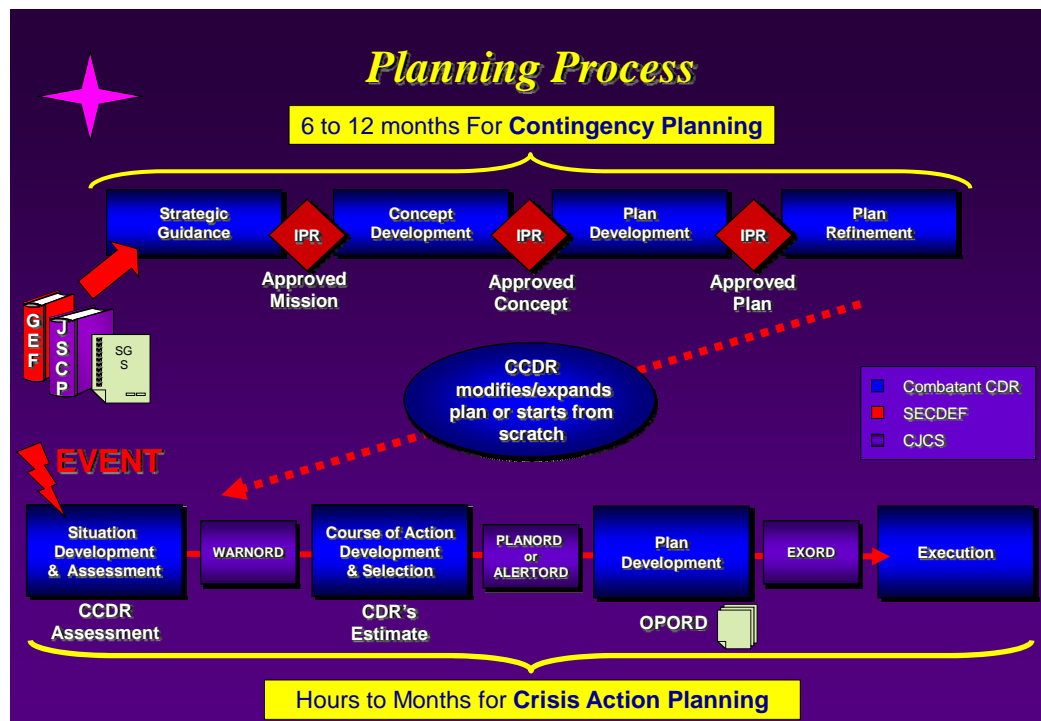 Planning Process
6 to 12 months For Contingency Planning
Strategic
Guidance
IPR
Concept
Development
IPR
Plan
Development
IPR
Plan
Refinement
Approved
Mission
Approved
Concept
Approved
Plan
GEF
JSCP
SG
S
CCDR
modifies/expands
plan or starts from
scratch
Combatant CDR
SECDEF
CJCS
EVENT
Situation
Development
& Assessment
WARNORD
Course of Action
Development
& Selection
PLANORD
or
ALERTORD
Plan
Development
EXORD
Execution
CCDR
Assessment
CDR's
Estimate
OPORD
Hours to Months for Crisis Action Planning